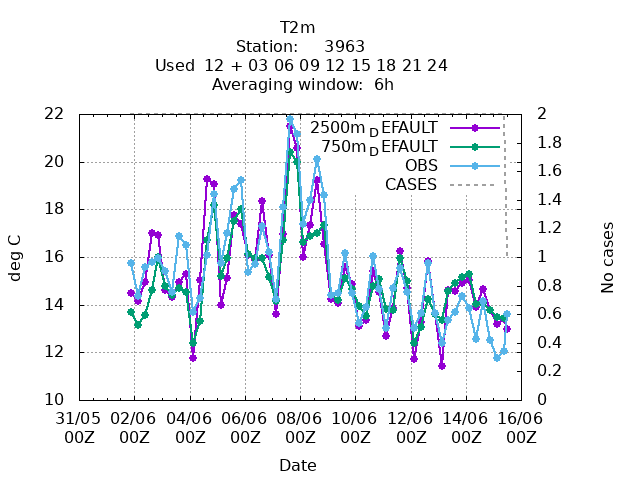 T2m
Station: 3963
Used 12 + 03 06 09 12 15 18 21 24
Averaging window: 6h
2500m_DEFAULT
750m_DEFAULT
OBS
CASES
deg C
22
20
18
16
14
12
10
No cases
2
1.8
1.6
1.4
1.2
1
0.8
0.6
0.4
0.2
0
31/05 02/06 04/06 06/06 08/06 10/06 12/06 14/06 16/06
00Z 00Z 00Z 00Z 00Z 00Z 00Z 00Z 00Z
Date